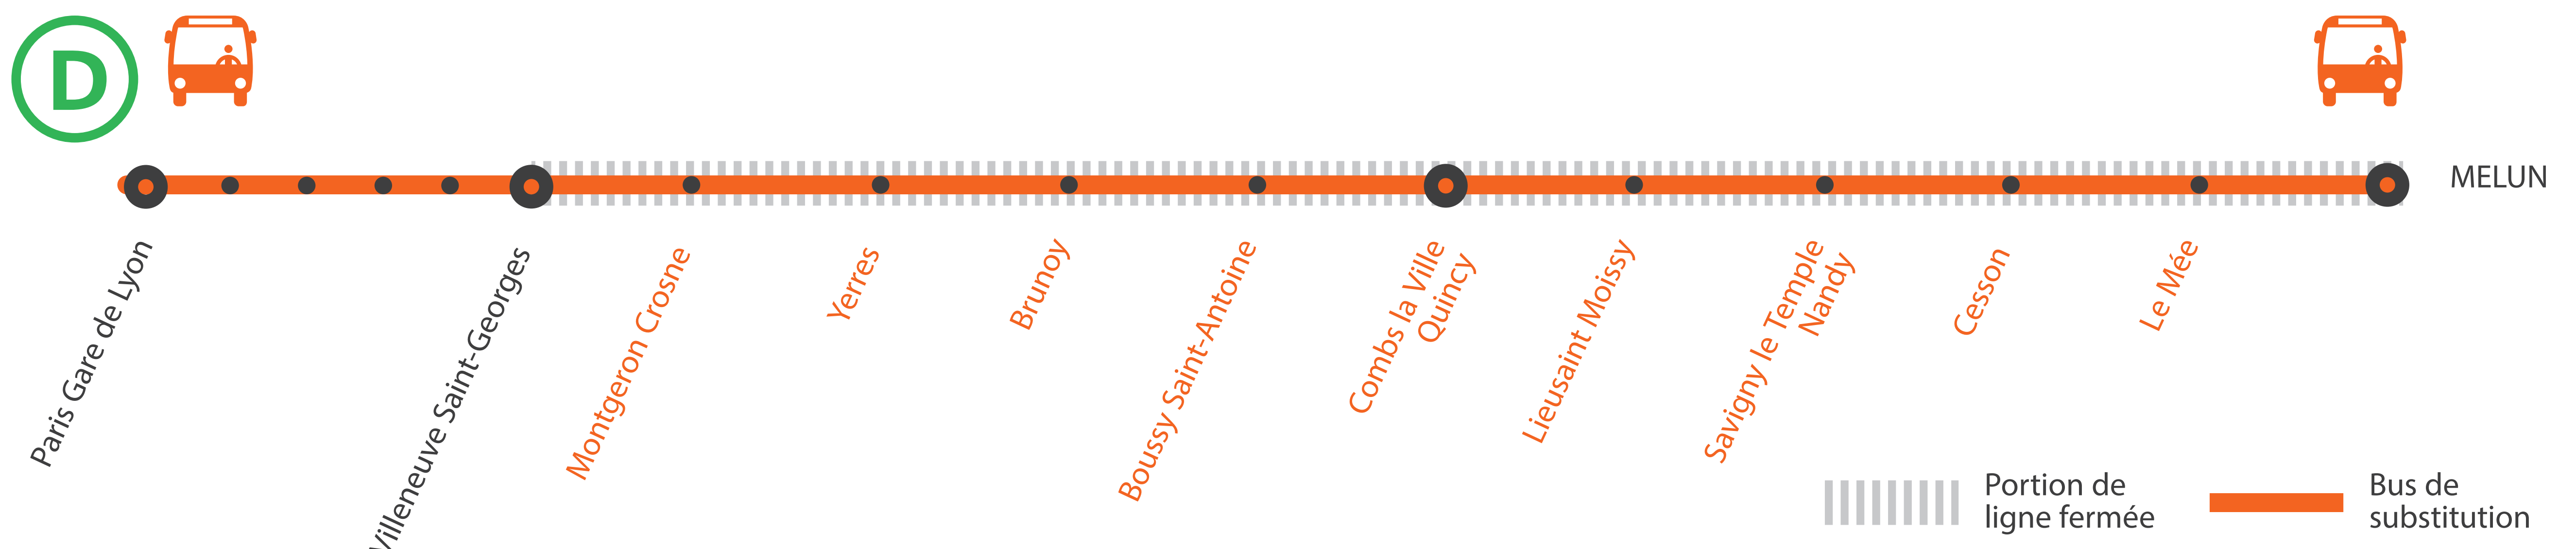 D
MELUN
Paris Gare de Lyon
Villeneuve Saint-Georges
Montgeron Crosne
Yerres
Brunoy
Boussy Saint-Antoine
Combs la Ville
Quincy
Lieusaint Moissy
Savigny le Temple
Nandy
Cesson
Le Mée
Portion de
ligne fermée
Bus de
substitution